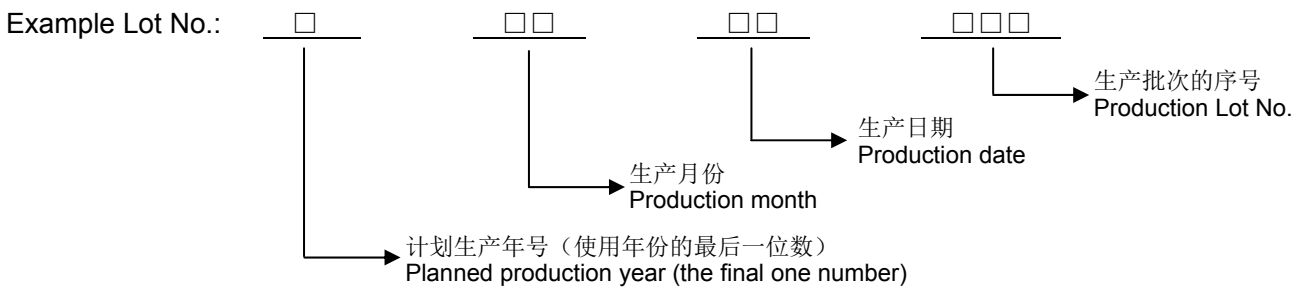 Example Lot No.: □ □□ □□ □□□
生产批次的序号
Production Lot No.
生产日期
Production date
生产月份
Production month
计划生产年号（使用年份的最后一位数）
Planned production year (the final one number)